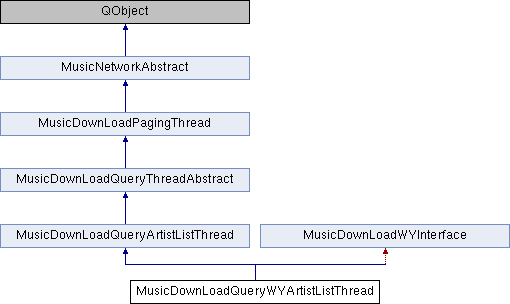 QObject
MusicNetworkAbstract
MusicDownLoadPagingThread
MusicDownLoadQueryThreadAbstract
MusicDownLoadQueryArtistListThread
MusicDownLoadWYInterface
MusicDownLoadQueryWYArtistListThread